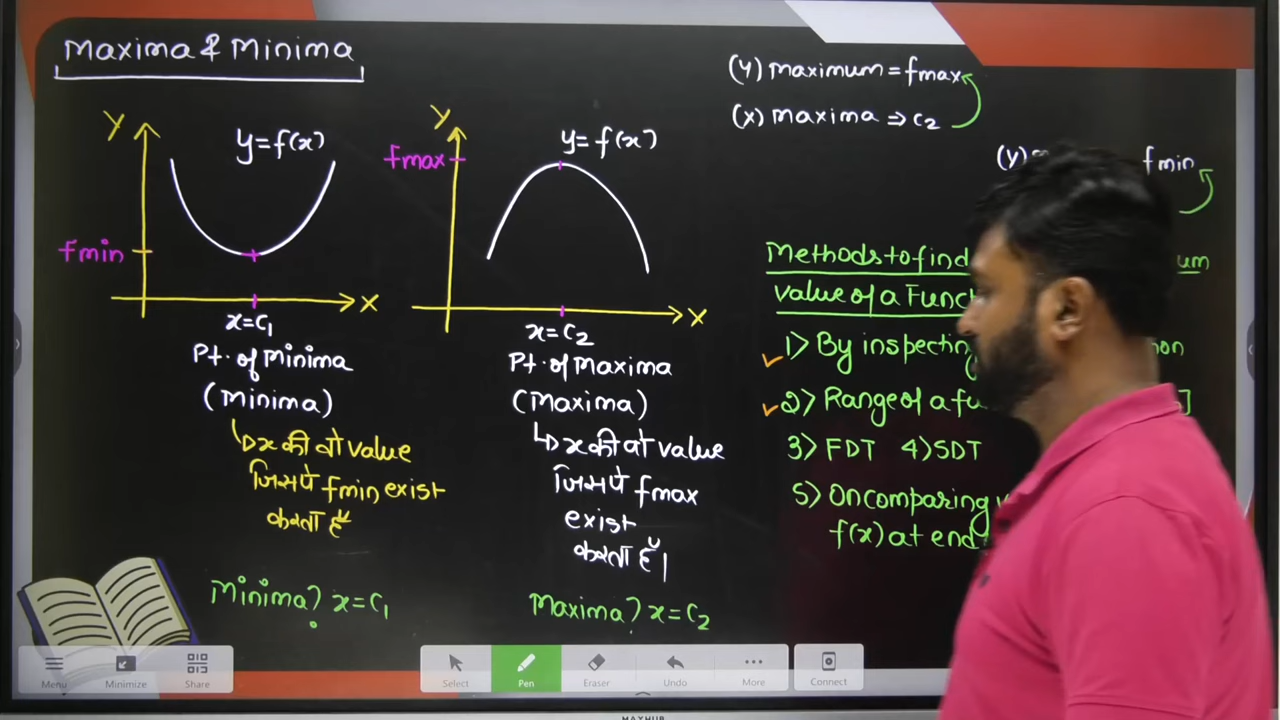 Maxima & Minima
Y
y=f(x)
fmin
X
x=c₁
Pt. of Minima
(Minima)
↳x की वो value
जिसपे fmin exist
करता है
Minima? x=c₁
Y
fmax
y=f(x)
X
x=c₂
Pt. of Maxima
(Maxima)
↳x की वो value
जिसपे fmax
exist
करता है।
Maxima? x=c₂
(y) maximum = fmax
(x) maxima ⇒ c₂
(y) fmin
Methods to find um
value of a
1> By on
2> Range of a ]
3> FDT 4) SDT
5> On comparing
f(x) at end
Menu
Minimize
Share
Select
Pen
Eraser
Undo
More
Connect
MAXHUB